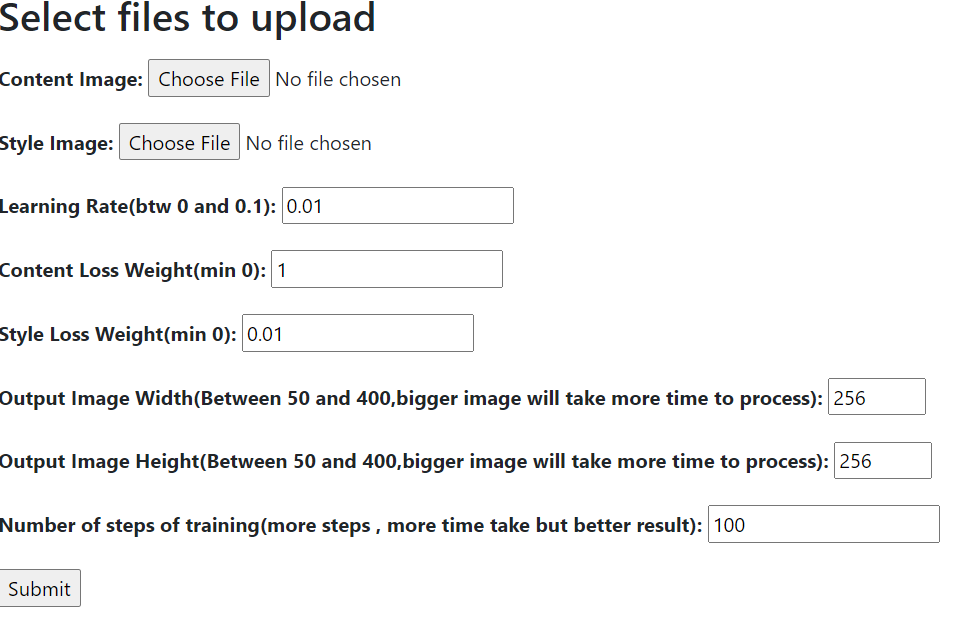 Select files to upload
Content Image: Choose File No file chosen
Style Image: Choose File No file chosen
Learning Rate(btw 0 and 0.1): 0.01
Content Loss Weight(min 0): 1
Style Loss Weight(min 0): 0.01
Output Image Width(Between 50 and 400,bigger image will take more time to process): 256
Output Image Height(Between 50 and 400,bigger image will take more time to process): 256
Number of steps of training(more steps , more time take but better result): 100
Submit